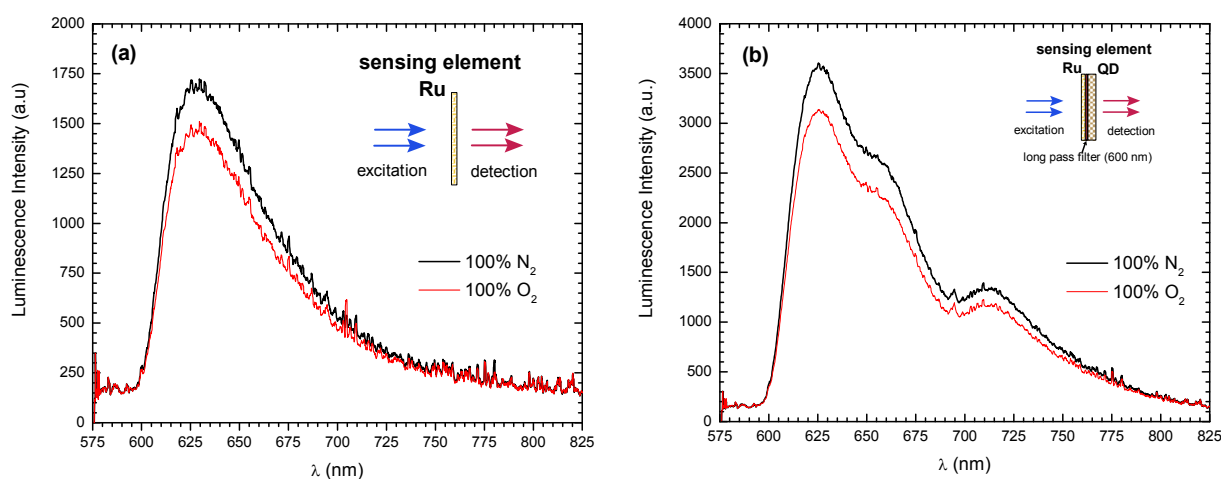 (a)
sensing element
Ru
excitation
detection
100% N₂
100% O₂
Luminescence Intensity (a.u)
2000
1750
1500
1250
1000
750
500
250
0
575 600 625 650 675 700 725 750 775 800 825
λ (nm)
(b)
sensing element
Ru QD
excitation
detection
long pass filter (600 nm)
100% N₂
100% O₂
Luminescence Intensity (a.u.)
4000
3500
3000
2500
2000
1500
1000
500
0
575 600 625 650 675 700 725 750 775 800 825
λ (nm)